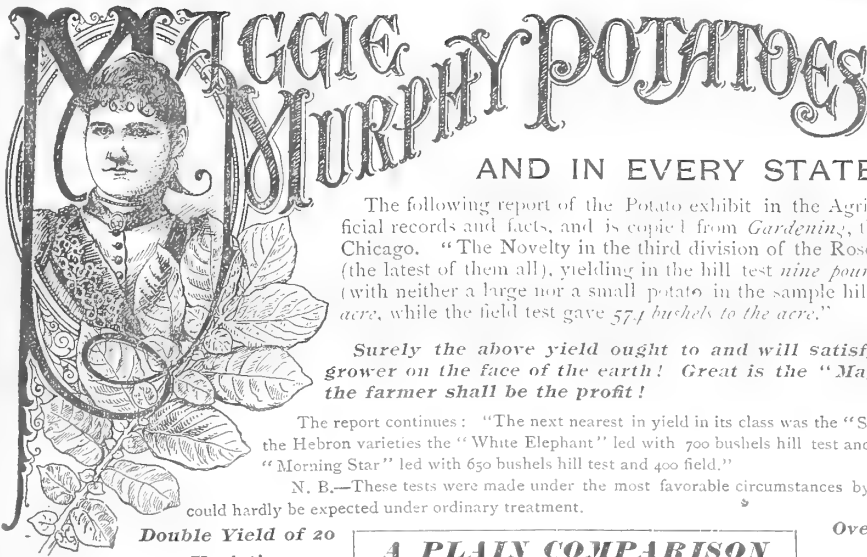 MAGGIE
MURPHY POTATOES
AND IN EVERY STATE
The following report of the Potato exhibit in the Agri
ficial records and facts, and is copied from Gardening, t
Chicago. “The Novelty in the third division of the Rose
(the latest of them all), yielding in the hill test nine poun
(with neither a large nor a small potato in the sample hil
acre, while the field test gave 574 bushels to the acre.”
Surely the above yield ought to and will satisf
grower on the face of the earth! Great is the “Ma
the farmer shall be the profit!
The report continues: “The next nearest in yield in its class was the “S
the Hebron varieties the “White Elephant” led with 700 bushels hill test and
“Morning Star” led with 650 bushels hill test and 400 field.”
N. B.—These tests were made under the most favorable circumstances by
could hardly be expected under ordinary treatment.
Double Yield of 20
Ove
A PLAIN COMPARISON